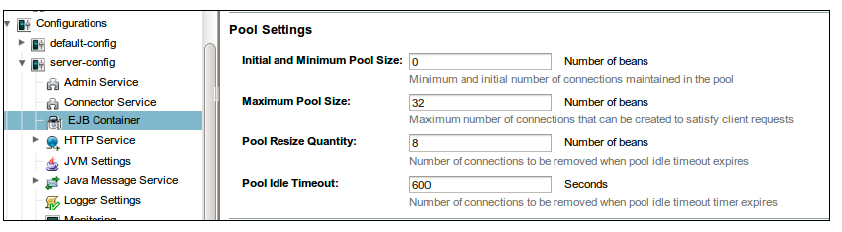 Configurations
default-config
server-config
Admin Service
Connector Service
EJB Container
HTTP Service
JVM Settings
Java Message Service
Logger Settings
Monitoring
Pool Settings
Initial and Minimum Pool Size: 0 Number of beans
Minimum and initial number of connections maintained in the pool
Maximum Pool Size: 32 Number of beans
Maximum number of connections that can be created to satisfy client requests
Pool Resize Quantity: 8 Number of beans
Number of connections to be removed when pool idle timeout expires
Pool Idle Timeout: 600 Seconds
Number of connections to be removed when pool idle timeout timer expires